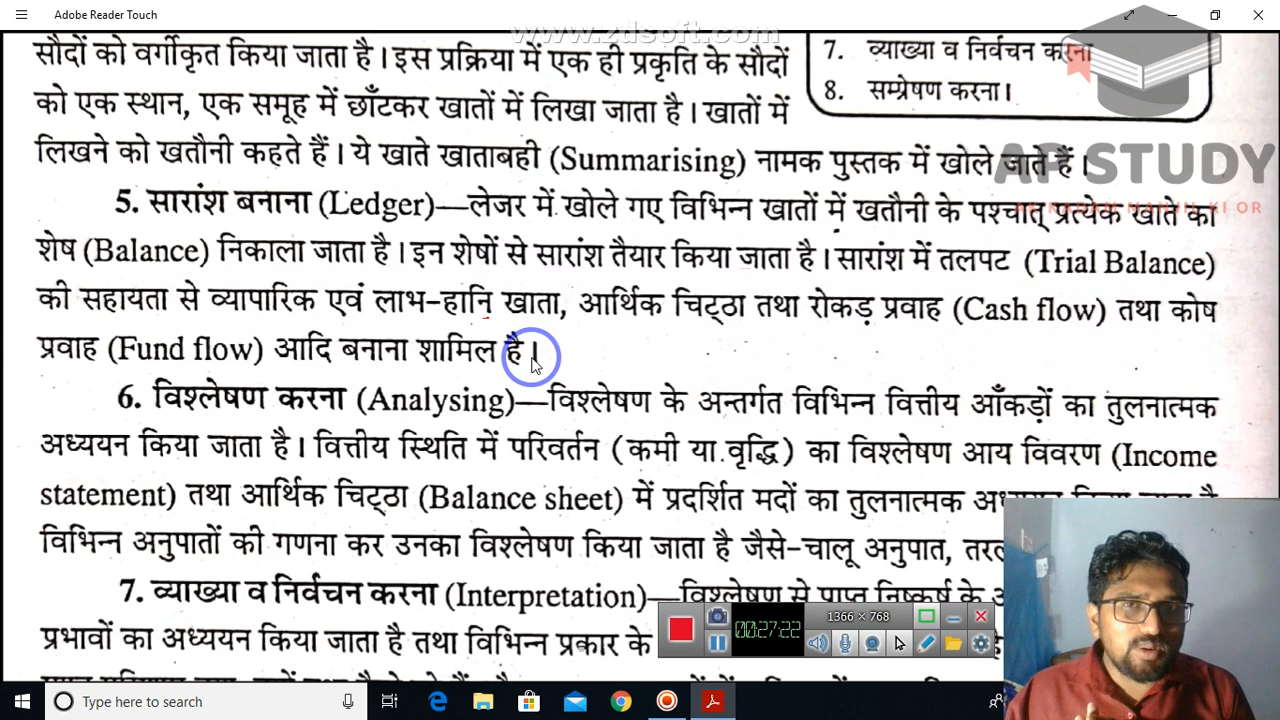 Adobe Reader Touch
www.zdsoft.com
सौदों को वर्गीकृत किया जाता है। इस प्रक्रिया में एक ही प्रकृति के सौदों
को एक स्थान, एक समूह में छाँटकर खातों में लिखा जाता है। खातों में
लिखने को खतौनी कहते हैं। ये खाते खाताबही (Summarising) नामक पुस्तक में खोले जाते हैं।
7. व्याख्या व निर्वचन करना
8. सम्प्रेषण करना।
AP STUDY
5. सारांश बनाना (Ledger)—लेजर में खोले गए विभिन्न खातों में खतौनी के पश्चात् प्रत्येक खाते का
शेष (Balance) निकाला जाता है। इन शेषों से सारांश तैयार किया जाता है। सारांश में तलपट (Trial Balance)
की सहायता से व्यापारिक एवं लाभ-हानि खाता, आर्थिक चिट्ठा तथा रोकड़ प्रवाह (Cash flow) तथा कोष
प्रवाह (Fund flow) आदि बनाना शामिल है।
6. विश्लेषण करना (Analysing)—विश्लेषण के अन्तर्गत विभिन्न वित्तीय आँकड़ों का तुलनात्मक
अध्ययन किया जाता है। वित्तीय स्थिति में परिवर्तन (कमी या वृद्धि) का विश्लेषण आय विवरण (Income
statement) तथा आर्थिक चिट्ठा (Balance sheet) में प्रदर्शित मदों का तुलनात्मक
विभिन्न अनुपातों की गणना कर उनका विश्लेषण किया जाता है जैसे-चालू अनुपात,
7. व्याख्या व निर्वचन करना (Interpretation)—विश्लेषण से प्राप्त निष्कर्ष के
प्रभावों का अध्ययन किया जाता है तथा विभिन्न प्रकार के
1366 × 768
00:27:22
Type here to search